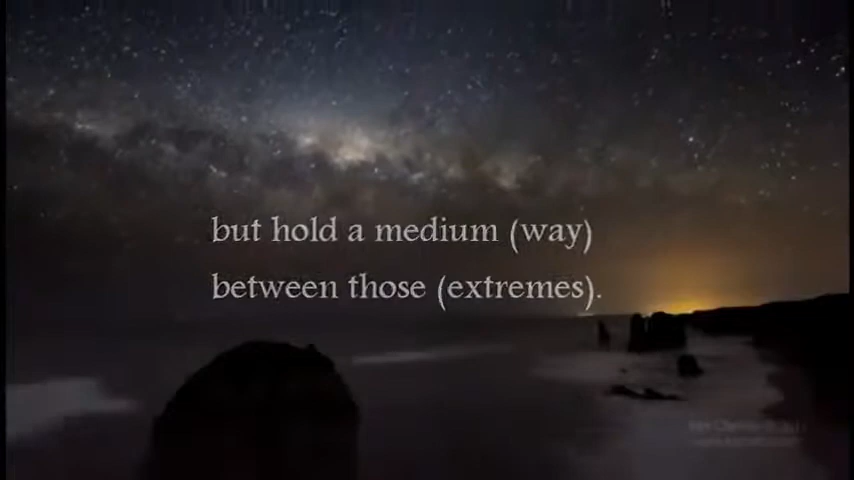 but hold a medium (way)
between those (extremes).